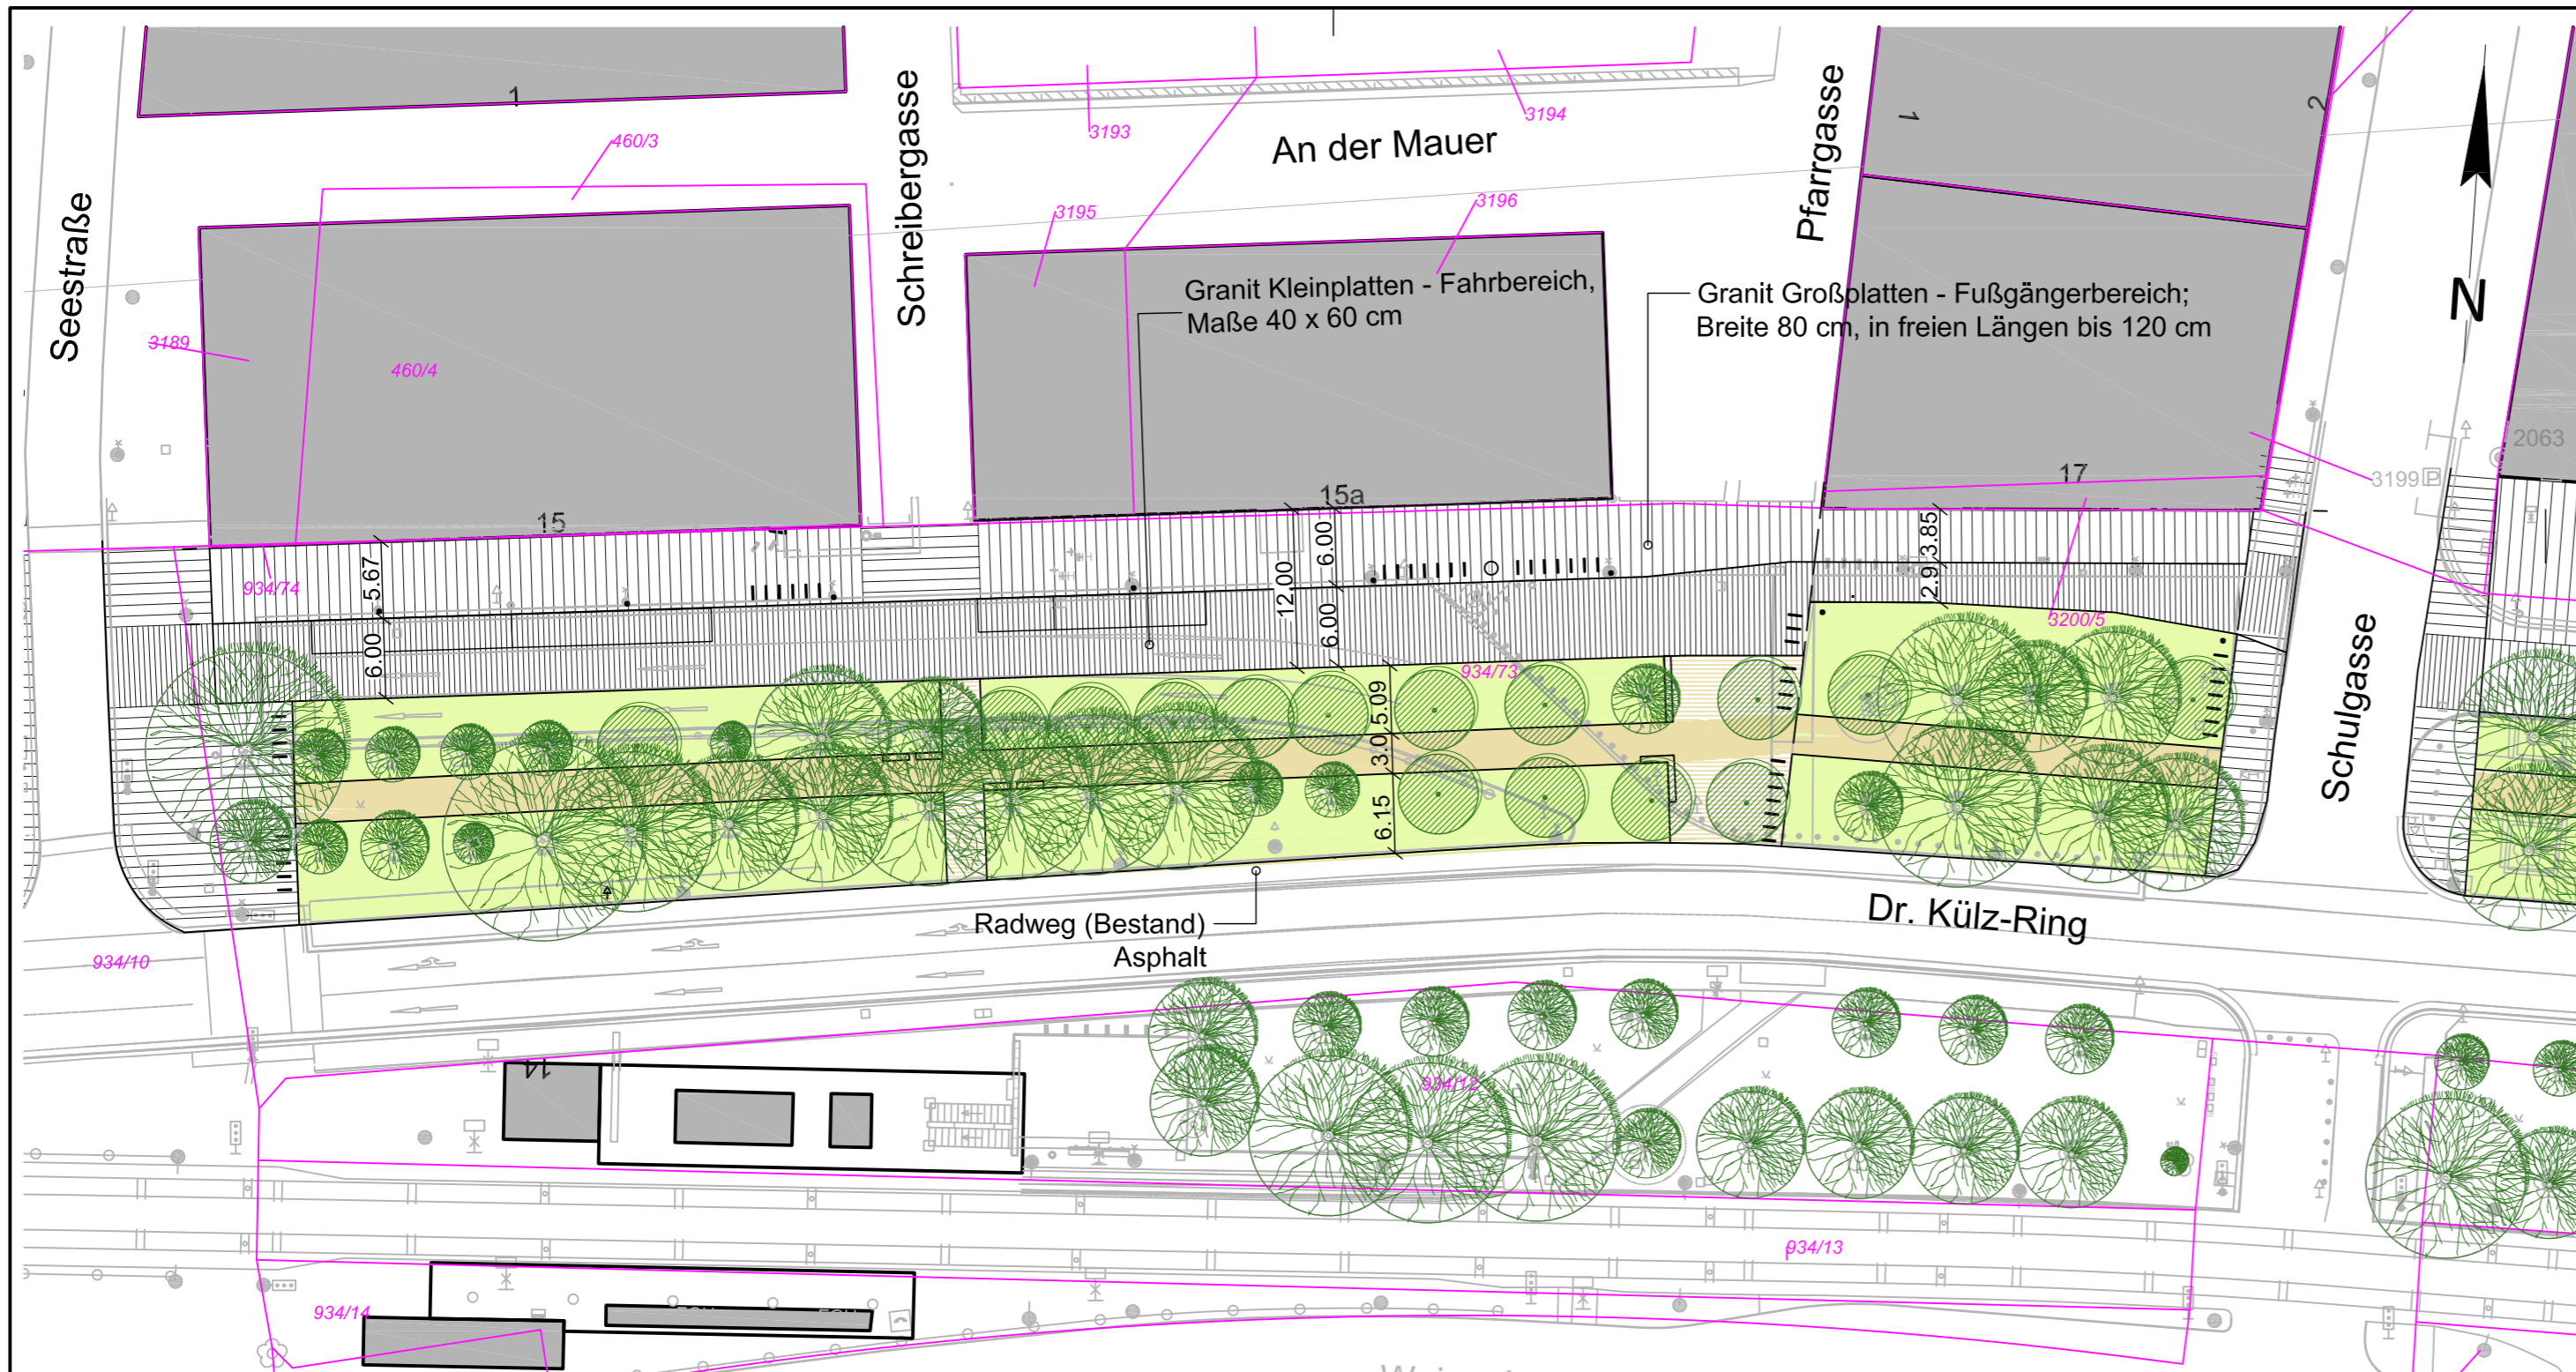 1
460/3
3193
3194
An der Mauer
1
2
Seestraße
Schreibergasse
Pfarrgasse
3195
3196
N
Granit Kleinplatten - Fahrbereich,
Maße 40 x 60 cm
Granit Großplatten - Fußgängerbereich;
Breite 80 cm, in freien Längen bis 120 cm
3189
460/4
2063
3199
P
15
15a
17
934/74
5.67
6.00
12.00
6.00
6.00
3.85
2.9
3200/5
934/73
5.09
3.0
6.15
Schulgasse
Radweg (Bestand)
Asphalt
Dr. Külz-Ring
934/10
14
934/12
934/13
934/14